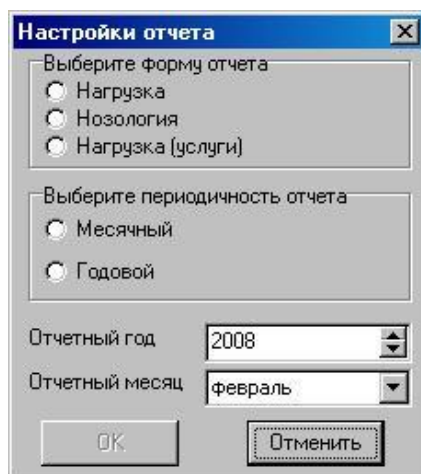 Настройки отчета
Выберите форму отчета
Нагрузка
Нозология
Нагрузка (услуги)
Выберите периодичность отчета
Месячный
Годовой
Отчетный год 2008
Отчетный месяц февраль
OK Отменить